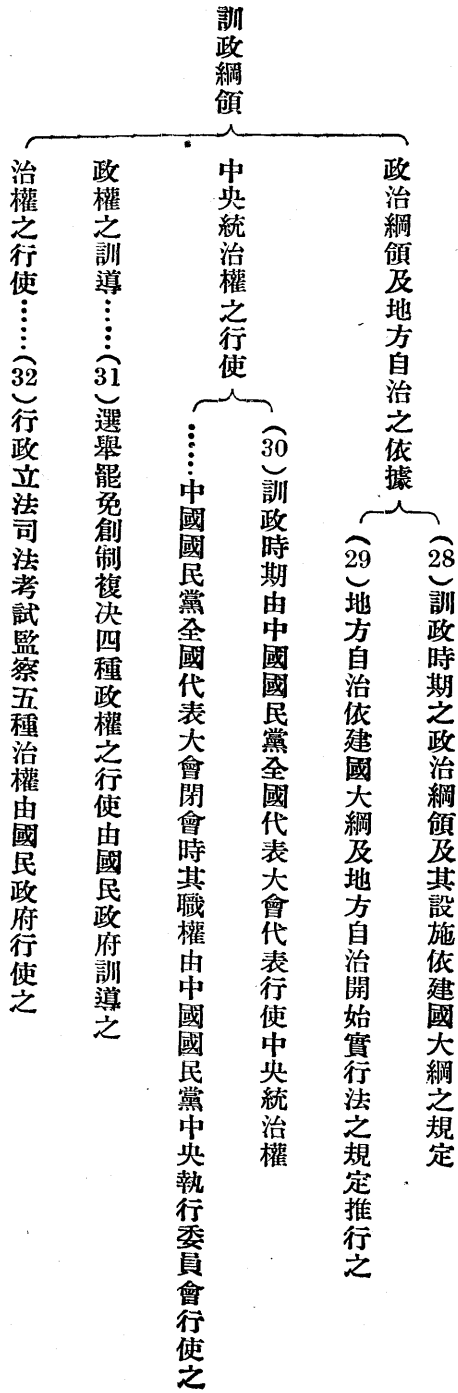 訓政綱領
政治綱領及地方自治之依據
(28)訓政時期之政治綱領及其設施依建國大綱之規定
(29)地方自治依建國大綱及地方自治開始實行法之規定推行之
中央統治權之行使
(30)訓政時期由中國國民黨全國代表大會代表行使中央統治權
……中國國民黨全國代表大會閉會時其職權由中國國民黨中央執行委員會行使之
政權之訓導……(31)選舉罷免創制複決四種政權之行使由國民政府訓導之
治權之行使……(32)行政立法司法考試監察五種治權由國民政府行使之